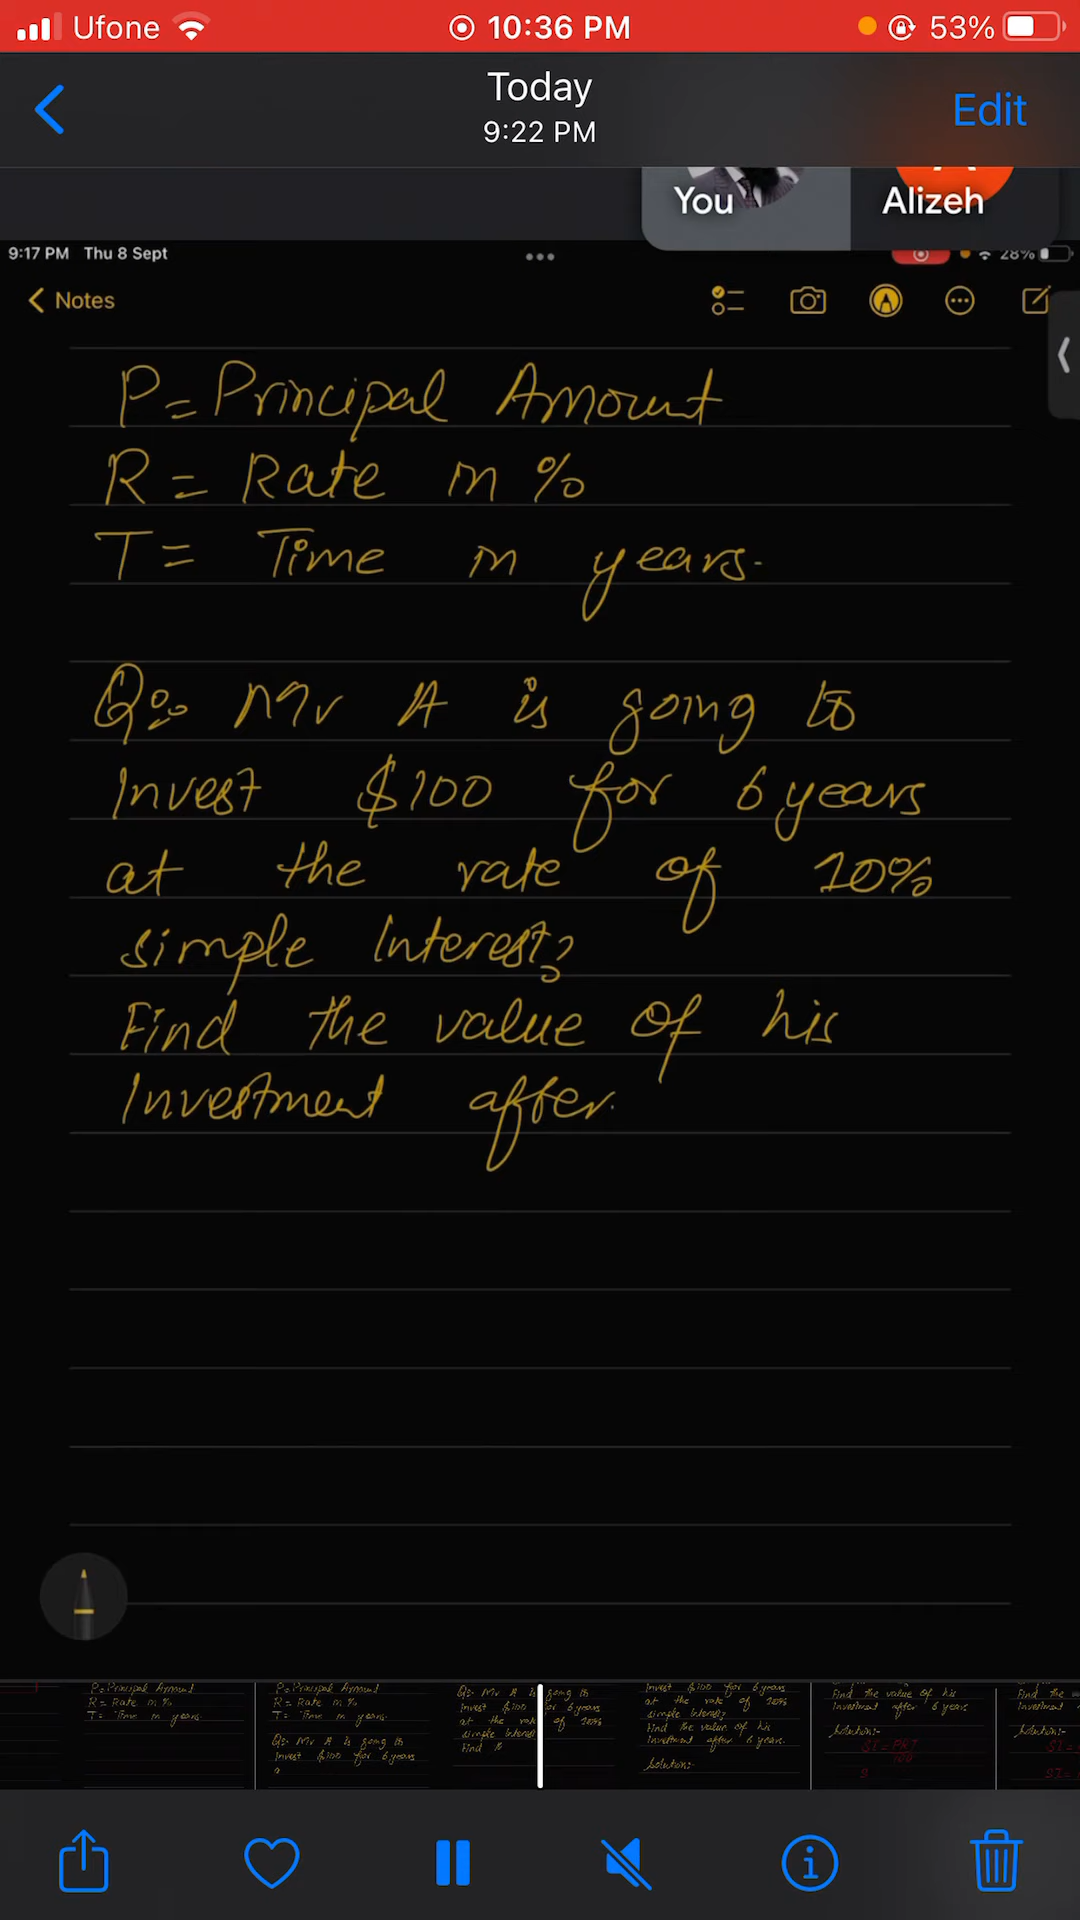 Ufone 10:36 PM 53%
Today
9:22 PM
Edit
You Alizeh
9:17 PM Thu 8 Sept 28%
Notes
P = Principal Amount
R = Rate in %
T = Time in years.
Q:- Mr A is going to
Invest $100 for 6 years
at the rate of 10%
simple Interest?
Find the value of his
Investment after.